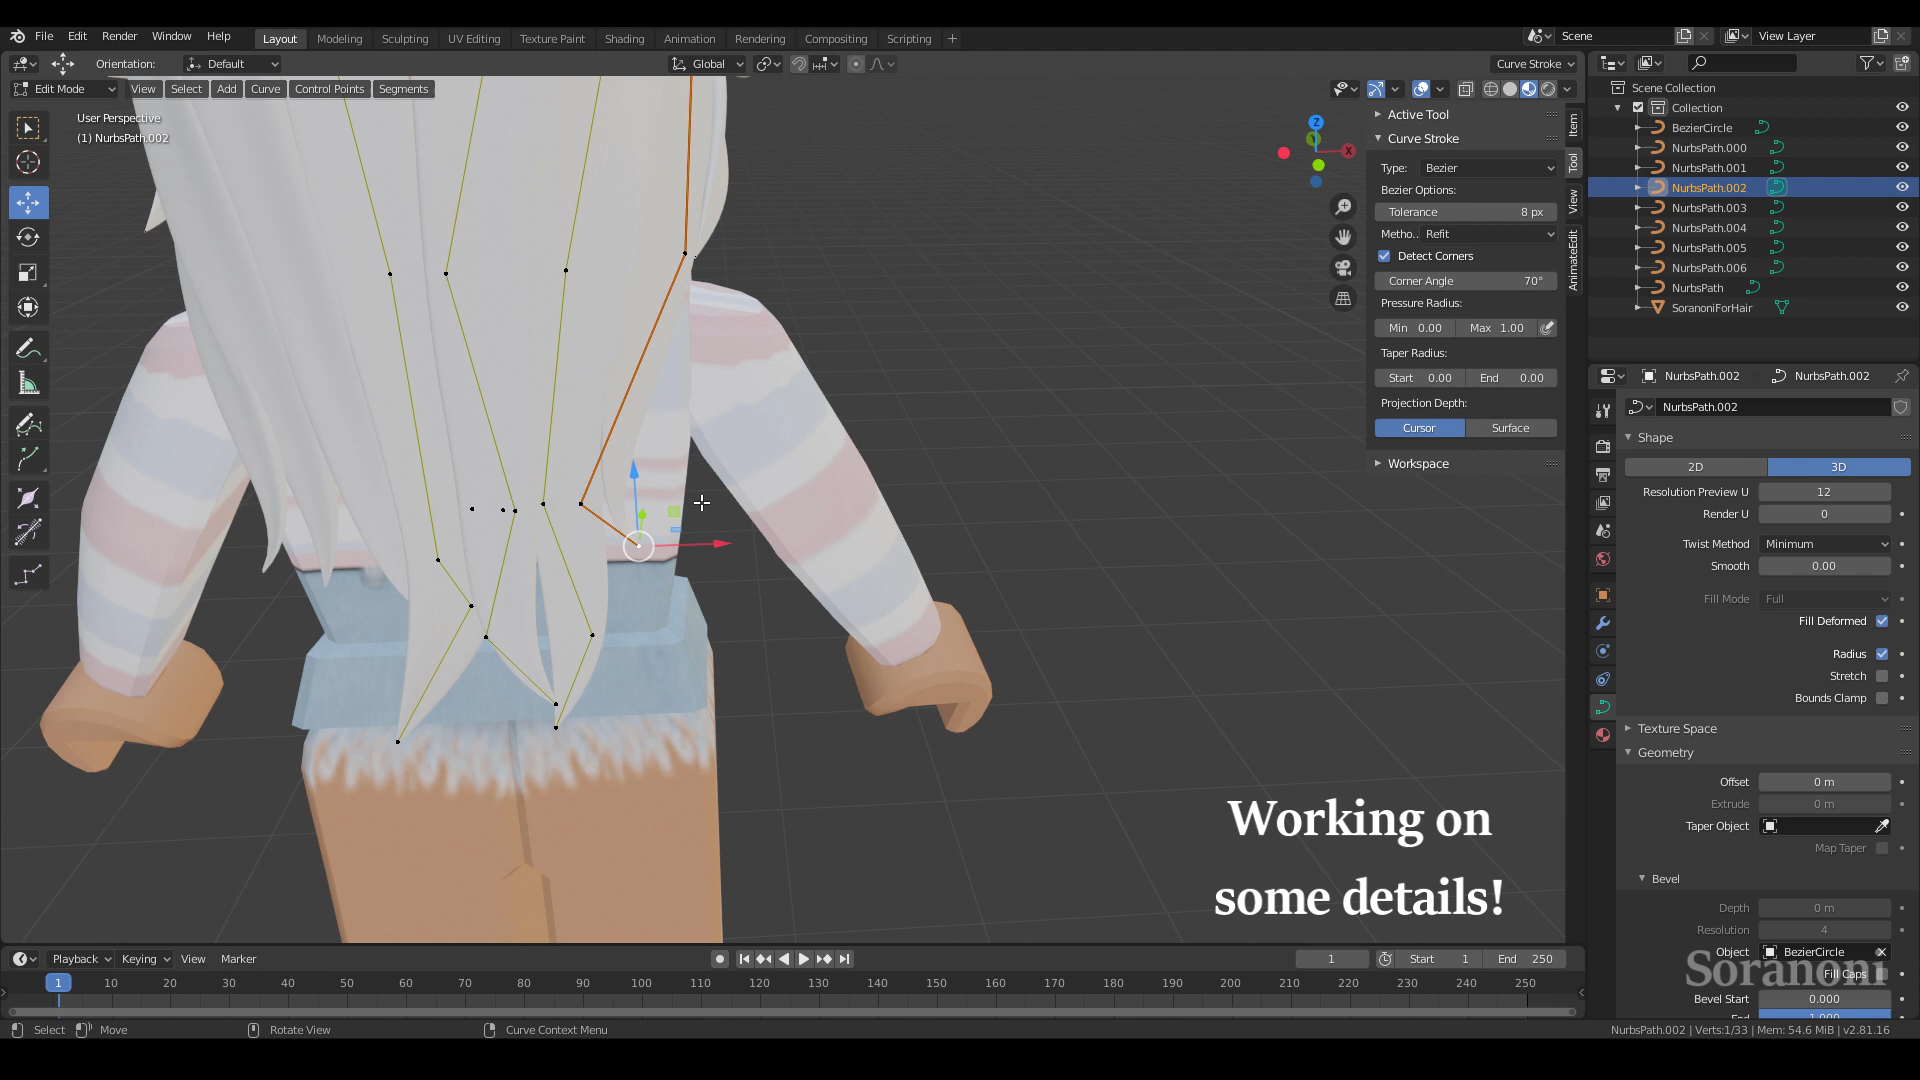 File Edit Render Window Help Layout Modeling Sculpting UV Editing Texture Paint Shading Animation Rendering Compositing Scripting + Scene View Layer
Orientation: Default Global Curve Stroke
Edit Mode View Select Add Curve Control Points Segments
User Perspective
(1) NurbsPath.002
Z
Y
X
Active Tool
Curve Stroke
Type: Bezier
Bezier Options:
Tolerance 8 px
Metho.. Refit
Detect Corners
Corner Angle 70°
Pressure Radius:
Min 0.00 Max 1.00
Taper Radius:
Start 0.00 End 0.00
Projection Depth:
Cursor Surface
Workspace
Item
Tool
View
AnimateEdit
Scene Collection
Collection
BezierCircle
NurbsPath.000
NurbsPath.001
NurbsPath.002
NurbsPath.003
NurbsPath.004
NurbsPath.005
NurbsPath.006
NurbsPath
SoranoniForHair
NurbsPath.002 NurbsPath.002
NurbsPath.002
Shape
2D 3D
Resolution Preview U 12
Render U 0
Twist Method Minimum
Smooth 0.00
Fill Mode Full
Fill Deformed
Radius
Stretch
Bounds Clamp
Texture Space
Geometry
Offset 0 m
Extrude 0 m
Taper Object
Map Taper
Bevel
Depth 0 m
Resolution 4
Object BezierCircle
Fill Caps
Bevel Start 0.000
End 1.000
Working on
some details!
Soranoni
Playback Keying View Marker 1 Start 1 End 250
1 10 20 30 40 50 60 70 80 90 100 110 120 130 140 150 160 170 180 190 200 210 220 230 240 250
Select Move Rotate View Curve Context Menu NurbsPath.002 | Verts:1/33 | Mem: 54.6 MiB | v2.81.16